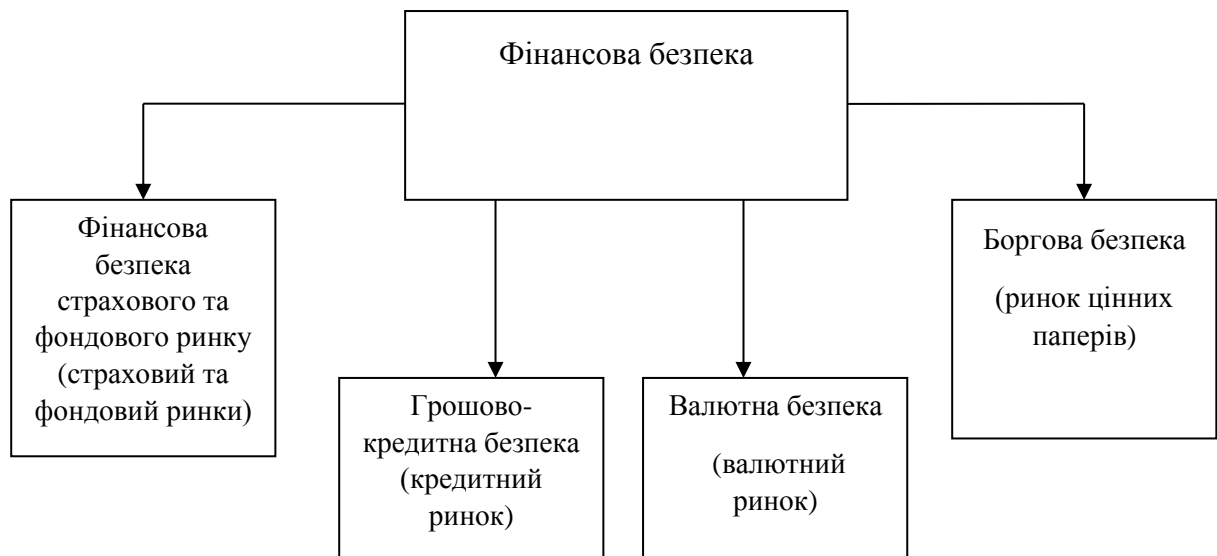 Фінансова безпека
Фінансова
безпека
страхового та
фондового ринку
(страховий та
фондовий ринки)
Грошово-
кредитна безпека
(кредитний
ринок)
Валютна безпека
(валютний
ринок)
Боргова безпека
(ринок цінних
паперів)